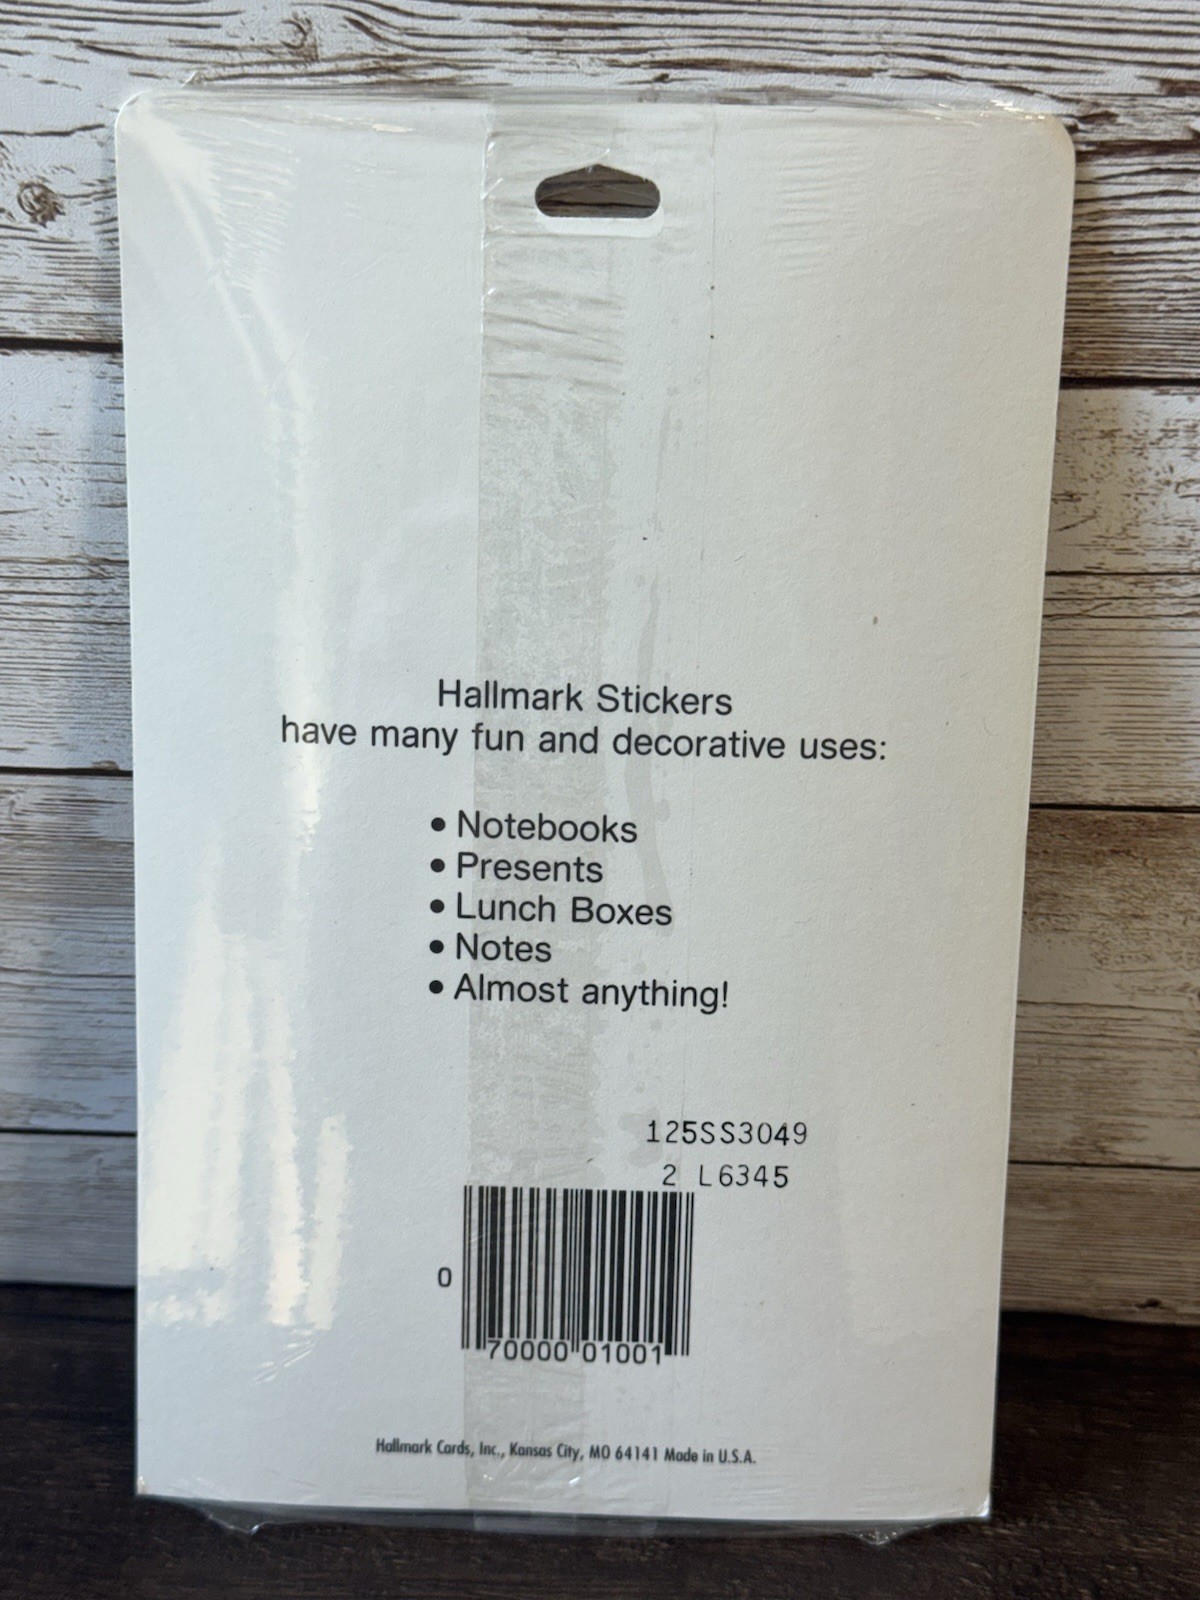 Hallmark Stickers
have many fun and decorative uses:
• Notebooks
• Presents
• Lunch Boxes
• Notes
• Almost anything!
125SS3049
2 L6345
0 70000 01001
Hallmark Cards, Inc., Kansas City, MO 64141 Made in U.S.A.